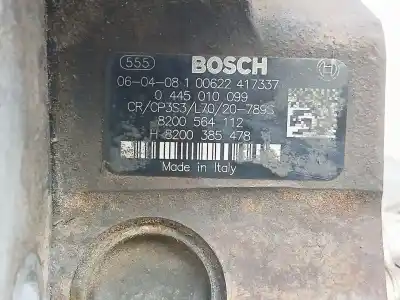 555 BOSCH
06-04-08 1 00622 417337
0 445 010 099
CR/CP3S3/L70/20-789S
8200 564 112
H 8200 385 478
Made in Italy